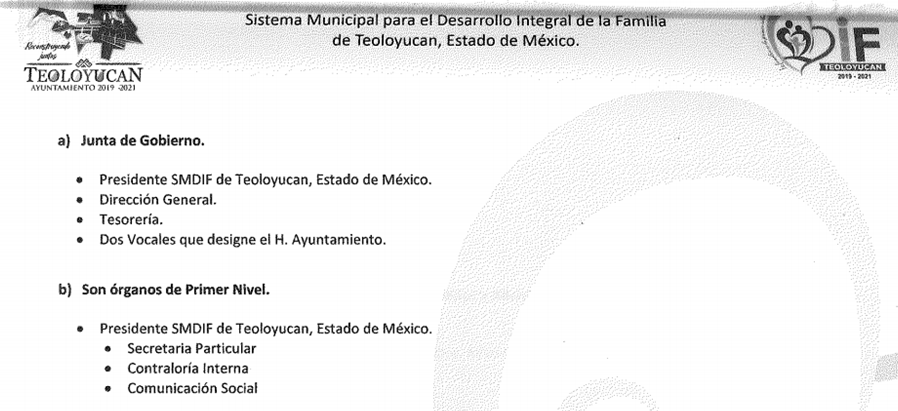 Sistema Municipal para el Desarrollo Integral de la Familia
de Teoloyucan, Estado de México.
Reconstruyendo
juntos
TEOLOYUCAN
AYUNTAMIENTO 2019 -2021
DIF
TEOLOYUCAN
2019 - 2021
a) Junta de Gobierno.
• Presidente SMDIF de Teoloyucan, Estado de México.
• Dirección General.
• Tesorería.
• Dos Vocales que designe el H. Ayuntamiento.
b) Son órganos de Primer Nivel.
• Presidente SMDIF de Teoloyucan, Estado de México.
• Secretaria Particular
• Contraloría Interna
• Comunicación Social